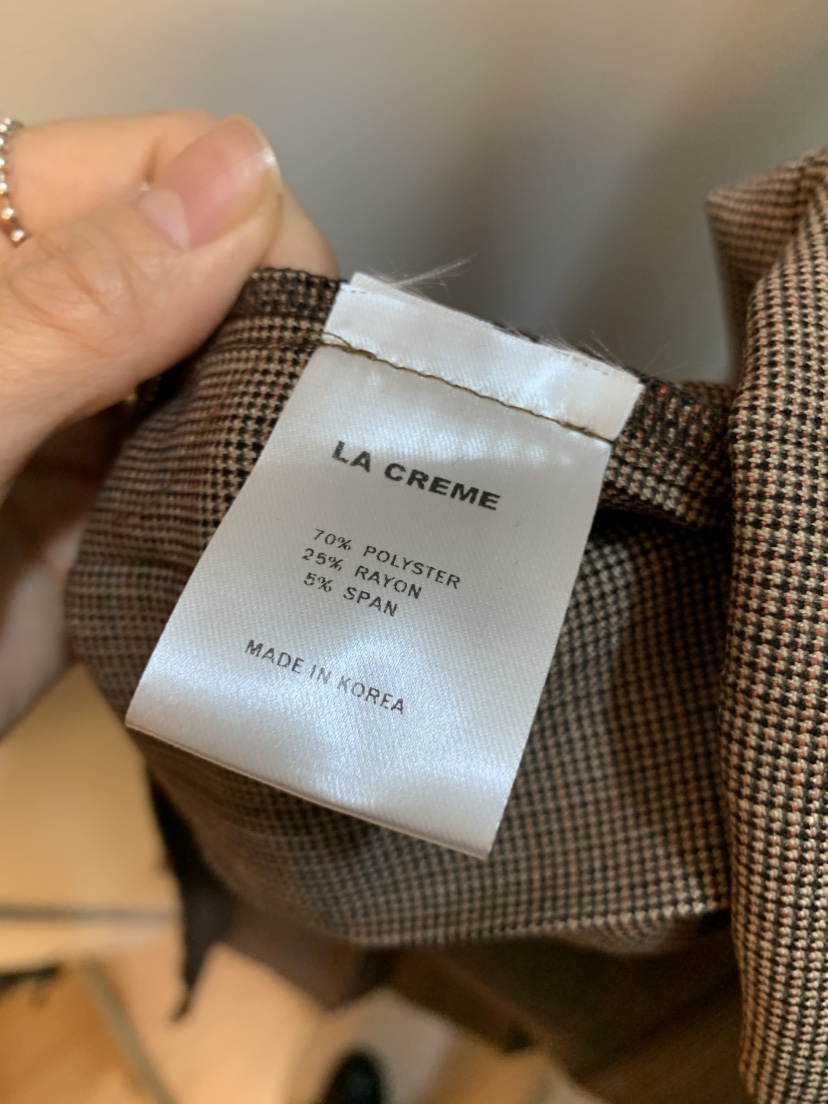 LA CREME
70% POLYSTER
25% RAYON
5% SPAN
MADE IN KOREA